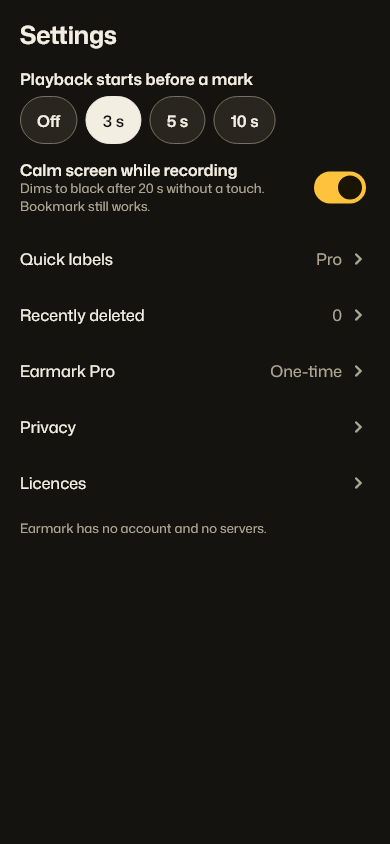 Settings
Playback starts before a mark
Off
3 s
5 s
10 s
Calm screen while recording
Dims to black after 20 s without a touch.
Bookmark still works.
Quick labels
Pro
Recently deleted
0
Earmark Pro
One-time
Privacy
Licences
Earmark has no account and no servers.